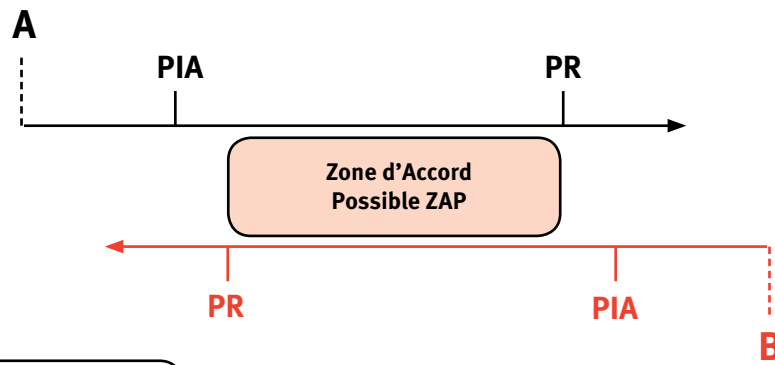 A
PIA PR
Zone d’Accord
Possible ZAP
PR PIA
B